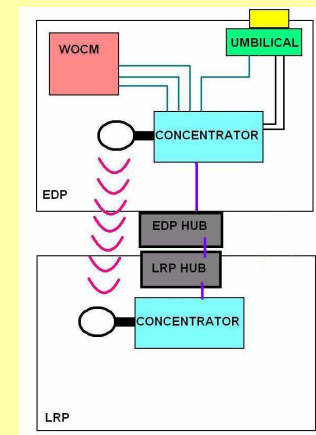 WOCM
UMBILICAL
CONCENTRATOR
EDP
EDP HUB
LRP HUB
CONCENTRATOR
LRP